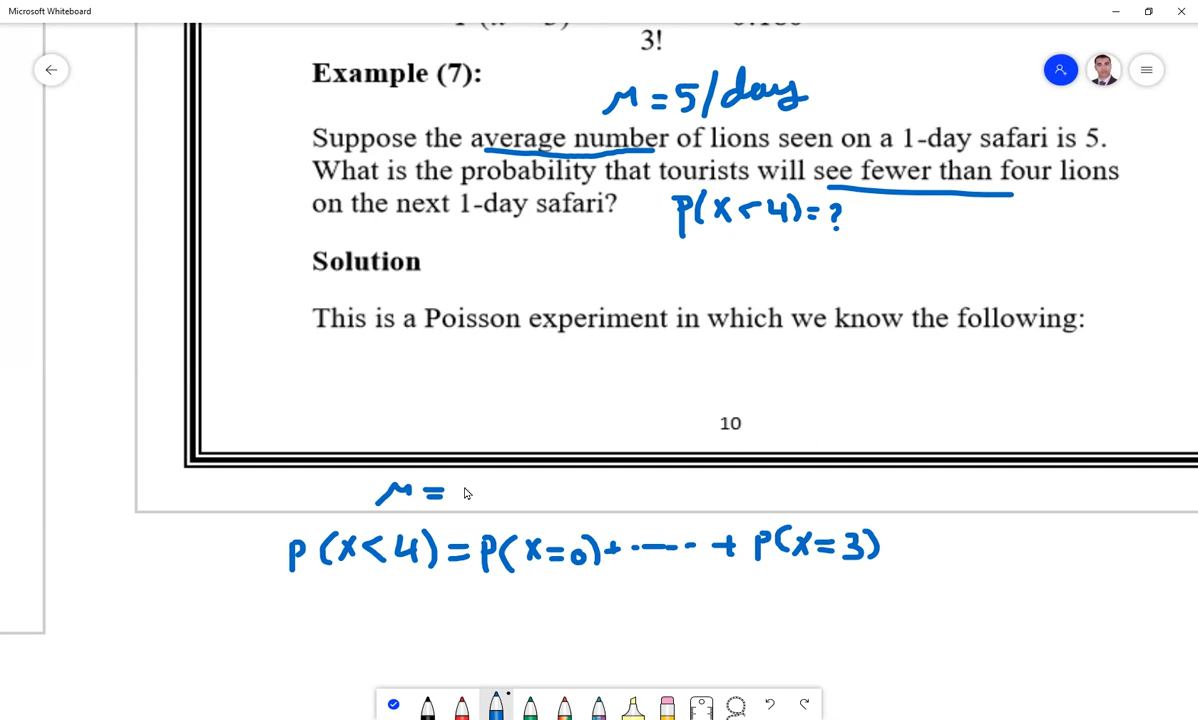 Microsoft Whiteboard
3!
Example (7):
μ = 5/day
Suppose the average number of lions seen on a 1-day safari is 5.
What is the probability that tourists will see fewer than four lions
on the next 1-day safari?
P(x < 4) = ?
Solution
This is a Poisson experiment in which we know the following:
10
μ =
P(x < 4) = P(x = 0) + ---- + P(x = 3)